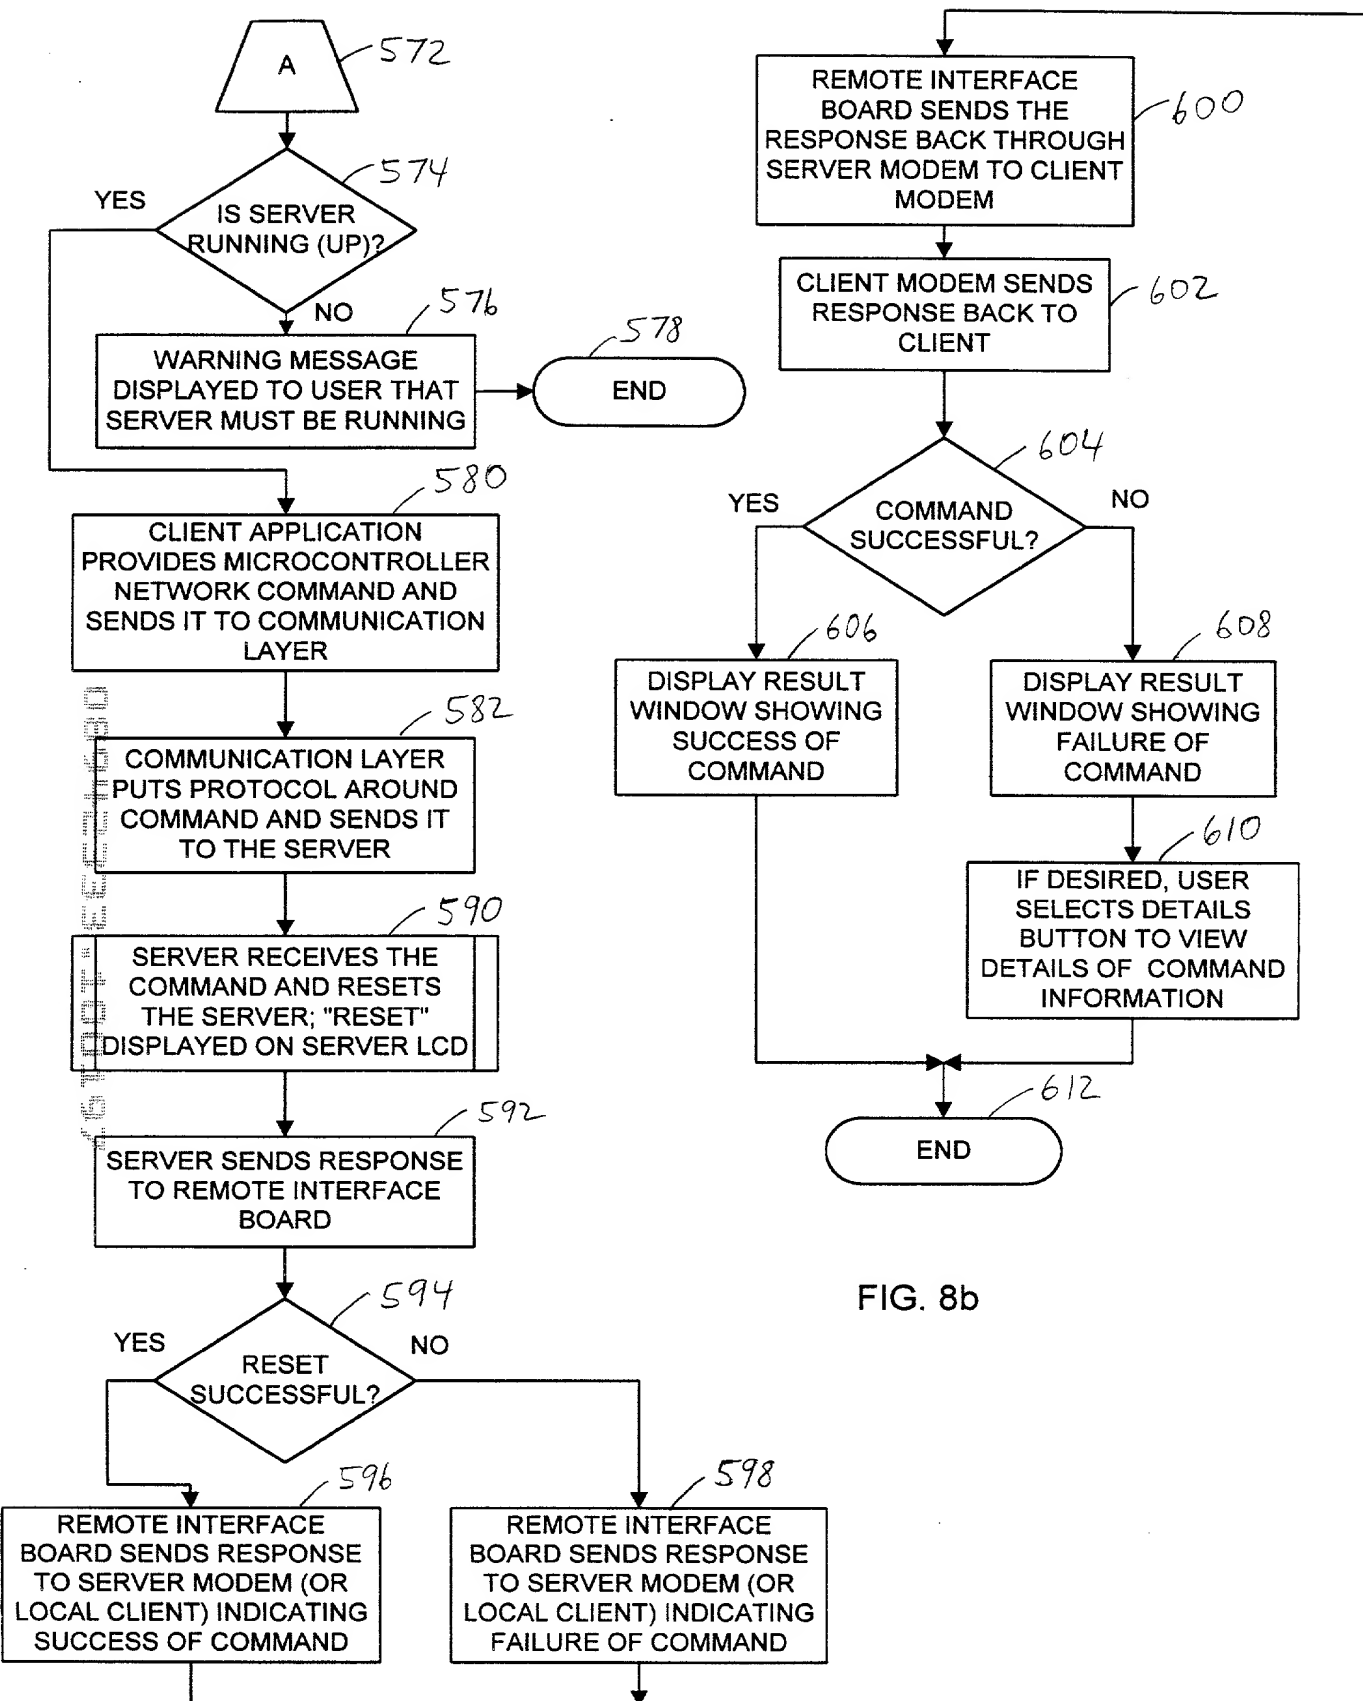 A
572
574
YES
IS SERVER
RUNNING (UP)?
NO
576
WARNING MESSAGE
DISPLAYED TO USER THAT
SERVER MUST BE RUNNING
578
END
580
CLIENT APPLICATION
PROVIDES MICROCONTROLLER
NETWORK COMMAND AND
SENDS IT TO COMMUNICATION
LAYER
582
COMMUNICATION LAYER
PUTS PROTOCOL AROUND
COMMAND AND SENDS IT
TO THE SERVER
590
SERVER RECEIVES THE
COMMAND AND RESETS
THE SERVER; "RESET"
DISPLAYED ON SERVER LCD
592
SERVER SENDS RESPONSE
TO REMOTE INTERFACE
BOARD
594
YES
NO
RESET
SUCCESSFUL?
596
REMOTE INTERFACE
BOARD SENDS RESPONSE
TO SERVER MODEM (OR
LOCAL CLIENT) INDICATING
SUCCESS OF COMMAND
598
REMOTE INTERFACE
BOARD SENDS RESPONSE
TO SERVER MODEM (OR
LOCAL CLIENT) INDICATING
FAILURE OF COMMAND
600
REMOTE INTERFACE
BOARD SENDS THE
RESPONSE BACK THROUGH
SERVER MODEM TO CLIENT
MODEM
602
CLIENT MODEM SENDS
RESPONSE BACK TO
CLIENT
604
YES
NO
COMMAND
SUCCESSFUL?
606
DISPLAY RESULT
WINDOW SHOWING
SUCCESS OF
COMMAND
608
DISPLAY RESULT
WINDOW SHOWING
FAILURE OF
COMMAND
610
IF DESIRED, USER
SELECTS DETAILS
BUTTON TO VIEW
DETAILS OF COMMAND
INFORMATION
612
END
FIG. 8b